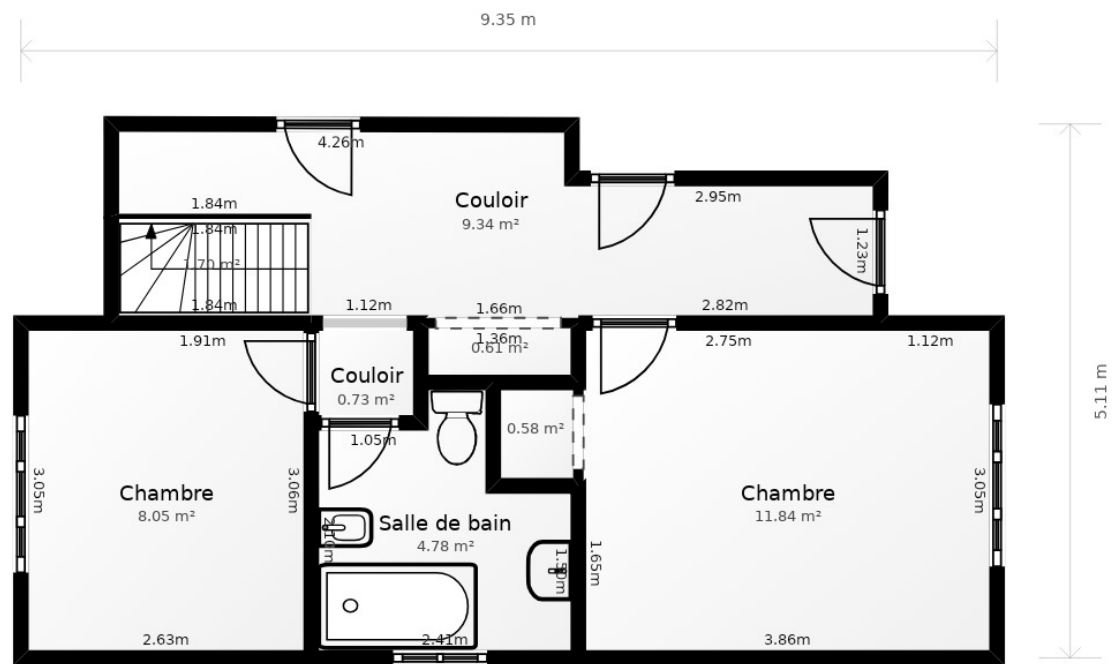 9.35 m
4.26m
1.84m
Couloir
9.34 m²
2.95m
1.84m
1.23m
1.70 m²
1.84m
1.12m
1.66m
2.82m
1.91m
1.36m
0.61 m²
2.75m
1.12m
Couloir
0.73 m²
5.11 m
0.58 m²
1.05m
3.05m
Chambre
8.05 m²
3.06m
Salle de bain
4.78 m²
Chambre
11.84 m²
3.05m
1.65m
2.63m
2.41m
3.86m